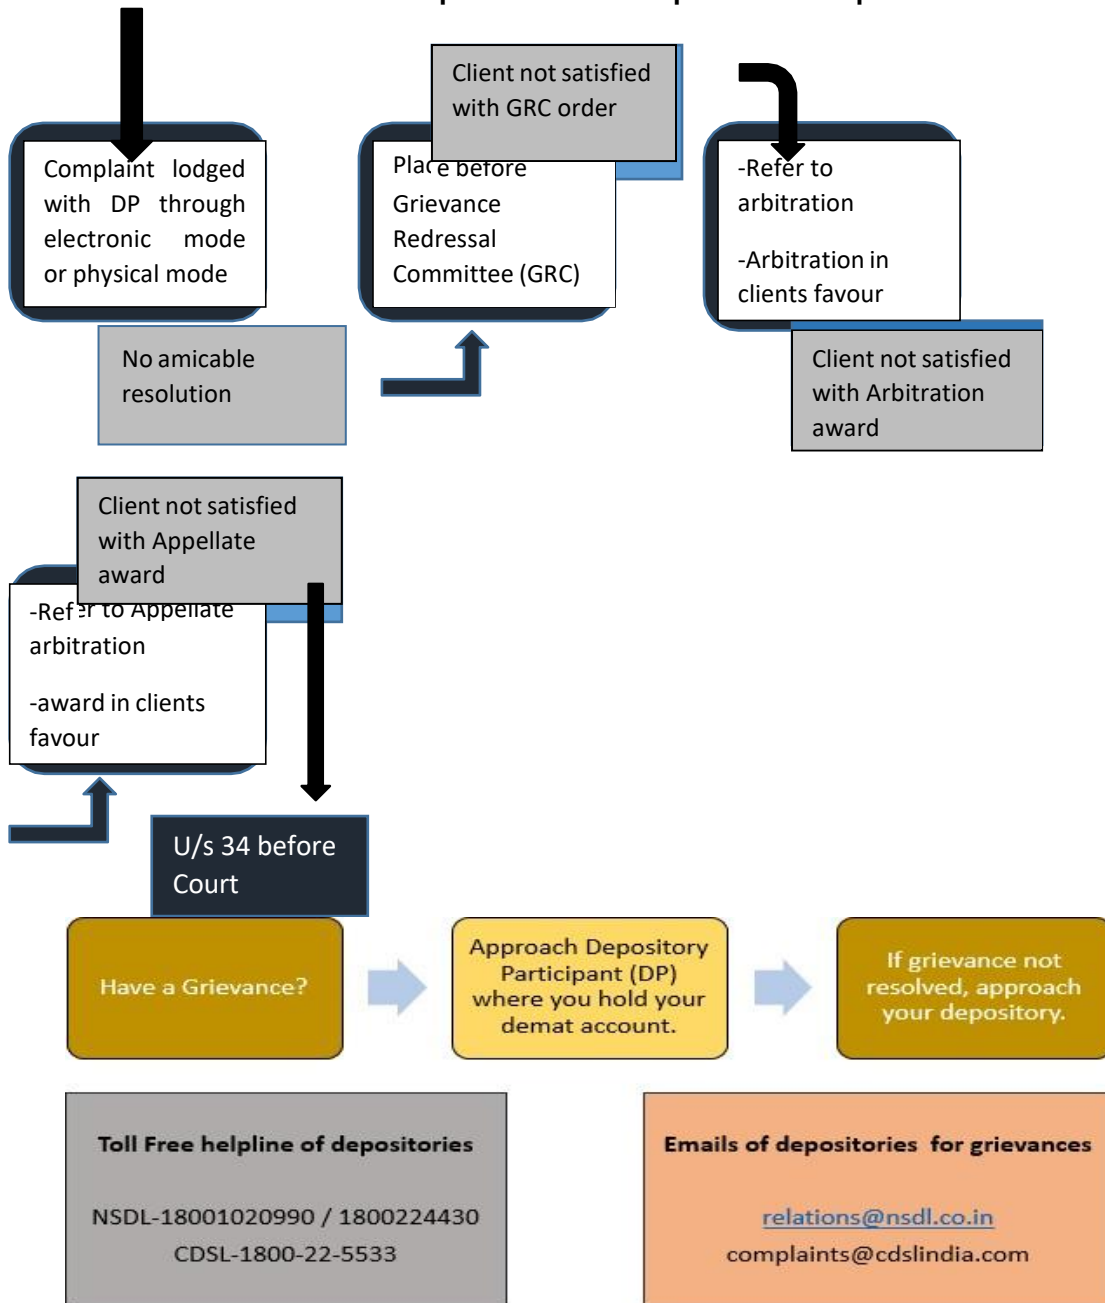 Complaint lodged
with DP through
electronic mode
or physical mode
No amicable
resolution
Place before
Grievance
Redressal
Committee (GRC)
Client not satisfied
with GRC order
-Refer to
arbitration
-Arbitration in
clients favour
Client not satisfied
with Arbitration
award
-Refer to Appellate
arbitration
-award in clients
favour
Client not satisfied
with Appellate
award
U/s 34 before
Court
Have a Grievance?
Approach Depository
Participant (DP)
where you hold your
demat account.
If grievance not
resolved, approach
your depository.
Toll Free helpline of depositories
NSDL-18001020990 / 1800224430
CDSL-1800-22-5533
Emails of depositories for grievances
relations@nsdl.co.in
complaints@cdslindia.com